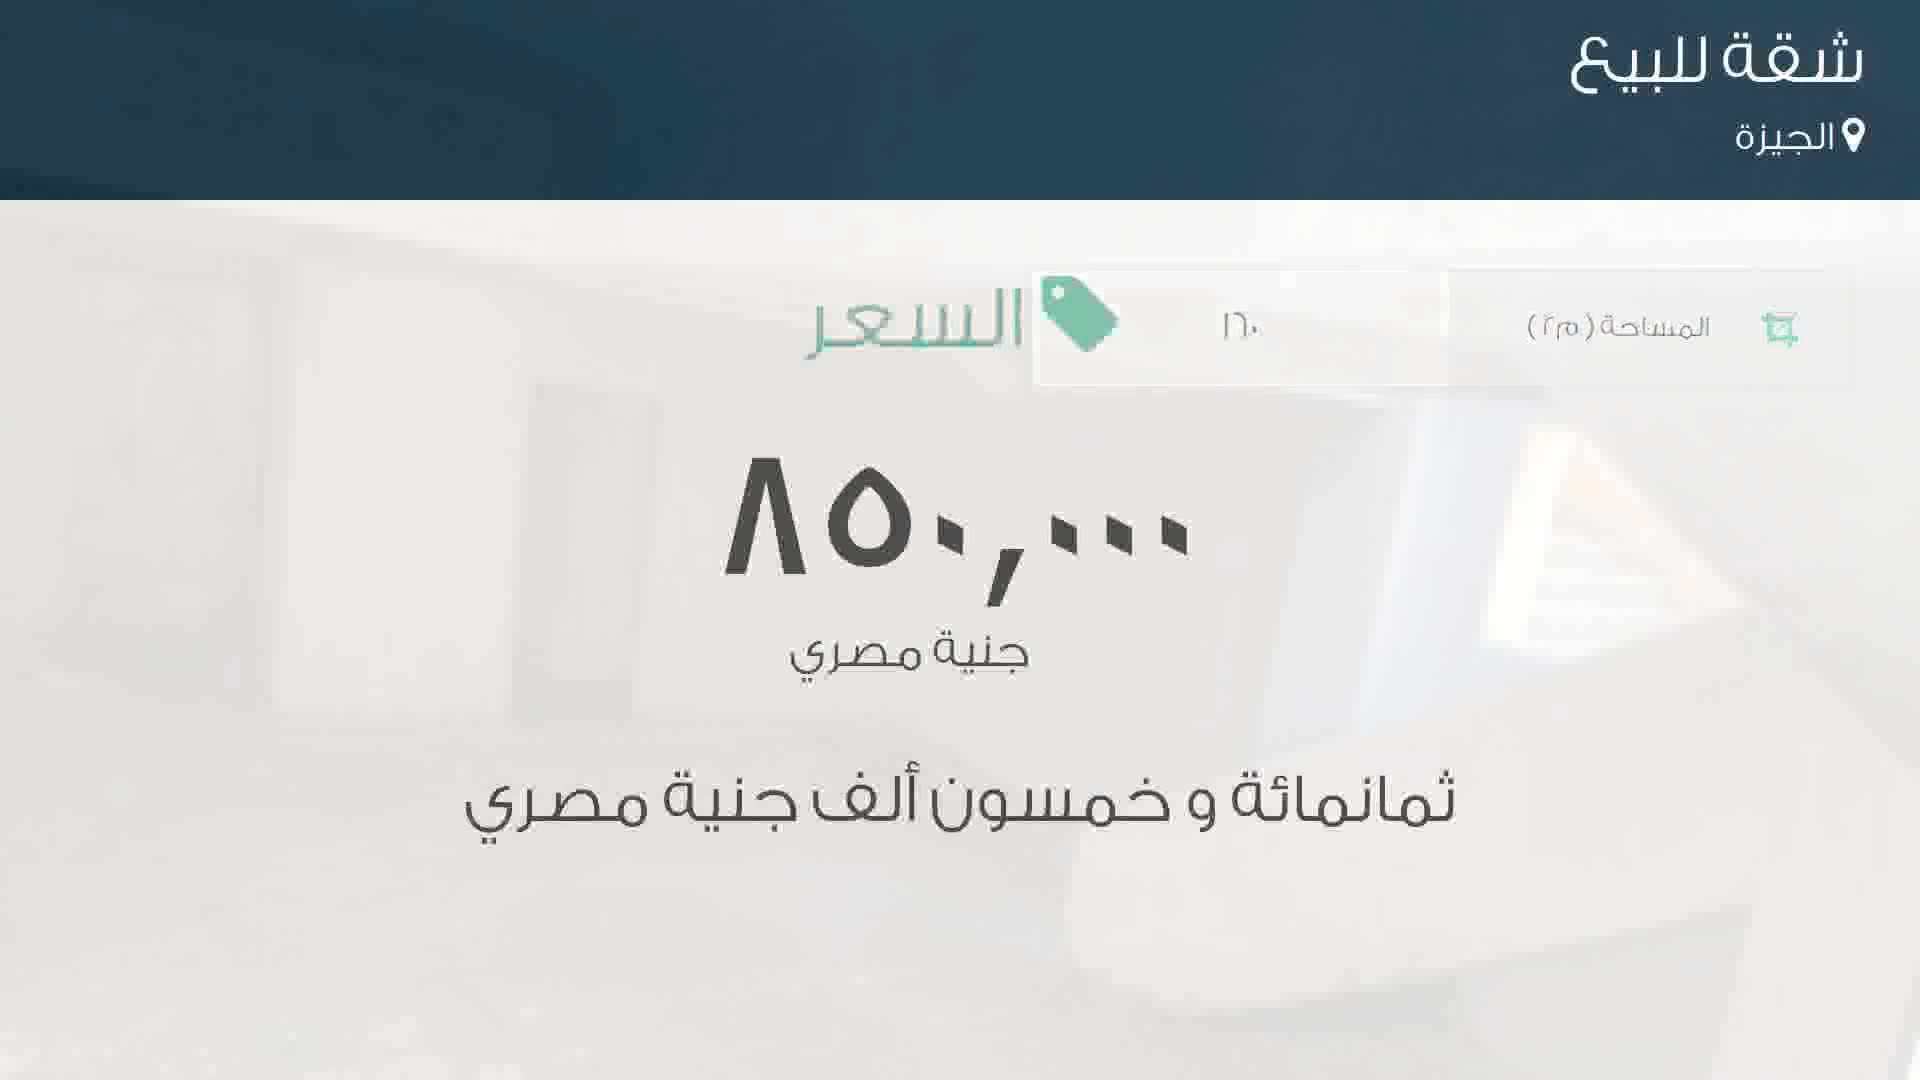 شقة للبيع
الجيزة
المساحة (م٢) ١٦٠
السعر
٨٥٠,٠٠٠
جنية مصري
ثمانمائة و خمسون ألف جنية مصري